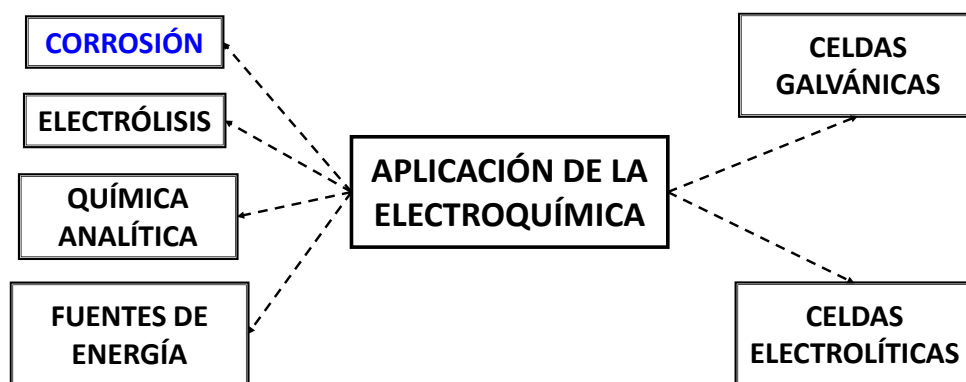 CORROSIÓN
ELECTRÓLISIS
QUÍMICA
ANALÍTICA
FUENTES DE
ENERGÍA
APLICACIÓN DE LA
ELECTROQUÍMICA
CELDAS
GALVÁNICAS
CELDAS
ELECTROLÍTICAS